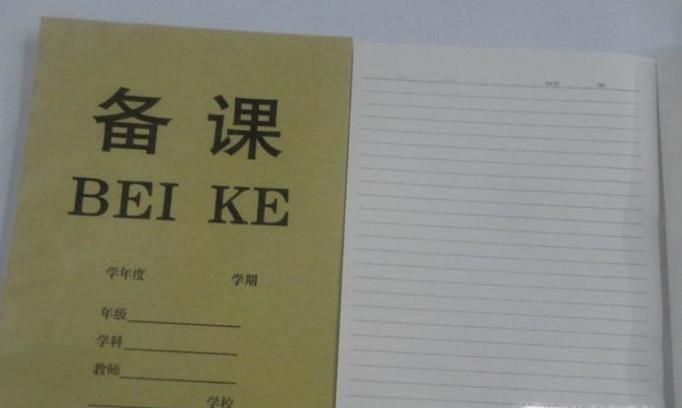 备课
BEI KE
学年度 学期
年级
学科
教师
学校